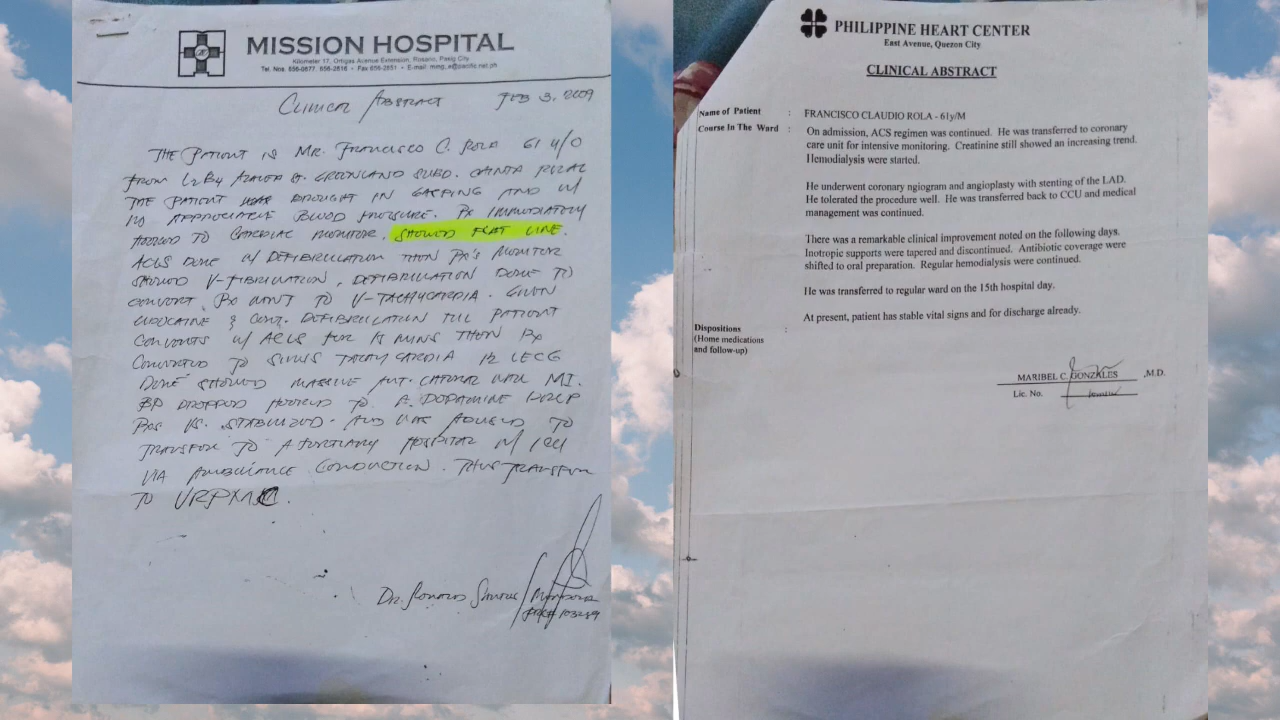 MISSION HOSPITAL
Kilometer 17, Ortigas Avenue Extension, Rosario, Pasig City
CLINICAL ABSTRACT FEB 3, 2009
THE PATIENT IS MR. FRANCISCO C. ROLA 61 Y/O
FROM GREENLAND SUBD. CAINTA RIZAL
THE PATIENT WAS BROUGHT IN GASPING AND W/
NO APPRECIATIVE BLOOD PRESSURE. PX IMMEDIATELY
TO CARDIAC MONITOR. SHOWED FLAT LINE.
ACLS DONE W/ DEFIBRILLATION THEN PX'S MONITOR
SHOWED V-FIBRILLATION, DEFIBRILLATION DONE TO
CONVERT. PX WENT TO V-TACHYCARDIA. GIVEN
LIDOCAINE & CONT. DEFIBRILLATION TILL PATIENT
CONVERTS W/ ACLS FOR 15 MINS THEN PX
CONVERTED TO SINUS TACHYCARDIA 12 L ECG
DONE SHOWED MASSIVE ANT. LATERAL WALL MI.
BP DROPPED TO A DOPAMINE DRIP
PX'S VS. STABILIZED. AND WAS ADVISED TO
TRANSFER TO A TERTIARY HOSPITAL W/ ICU
VIA AMBULANCE CONDUCTION. THUS TRANSFER
TO
DR.
PHILIPPINE HEART CENTER
East Avenue, Quezon City
CLINICAL ABSTRACT
Name of Patient : FRANCISCO CLAUDIO ROLA - 61y/M
Course In The Ward : On admission, ACS regimen was continued. He was transferred to coronary
care unit for intensive monitoring. Creatinine still showed an increasing trend.
Hemodialysis were started.
He underwent coronary ngiogram and angioplasty with stenting of the LAD.
He tolerated the procedure well. He was transferred back to CCU and medical
management was continued.
There was a remarkable clinical improvement noted on the following days.
Inotropic supports were tapered and discontinued. Antibiotic coverage were
shifted to oral preparation. Regular hemodialysis were continued.
He was transferred to regular ward on the 15th hospital day.
At present, patient has stable vital signs and for discharge already.
Dispositions :
(Home medications
and follow-up)
MARIBEL C. GONZALES ,M.D.
Lic. No.